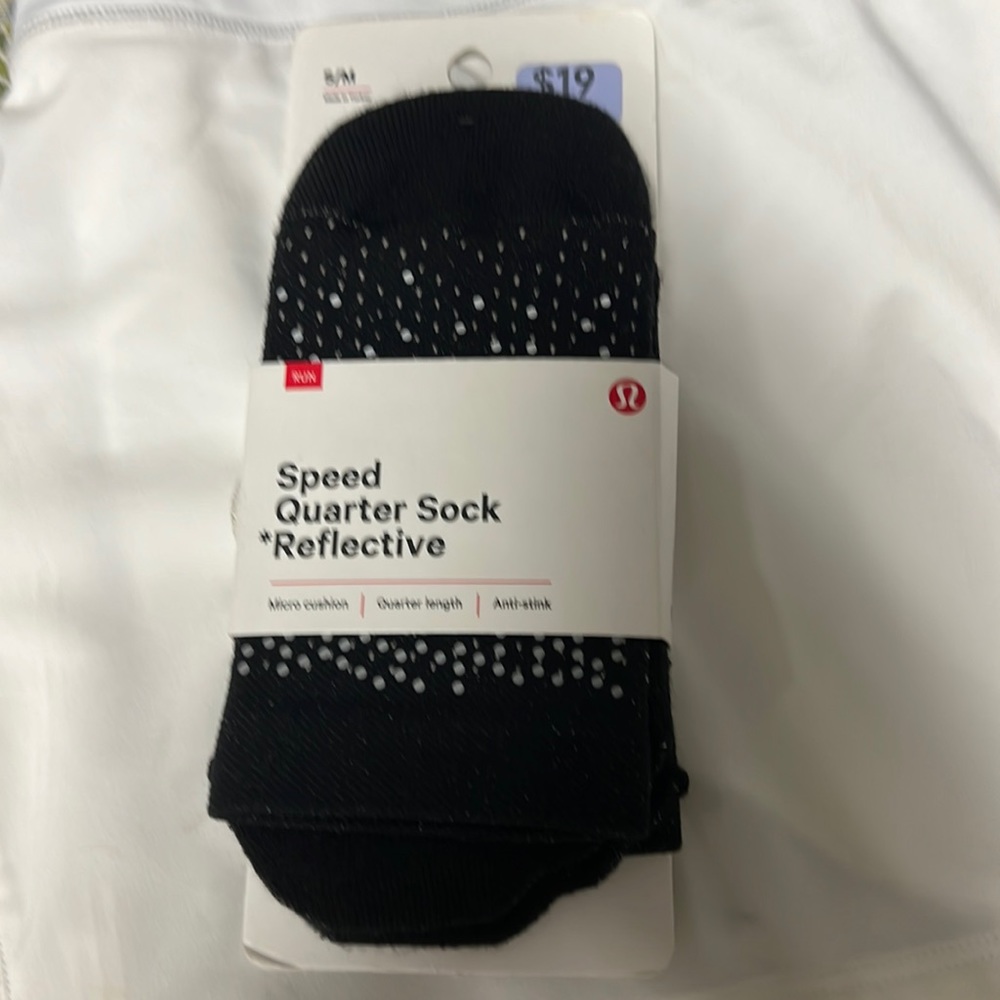 S/M
$19
RUN
Speed
Quarter Sock
*Reflective
Micro cushion | Quarter length | Anti-stink